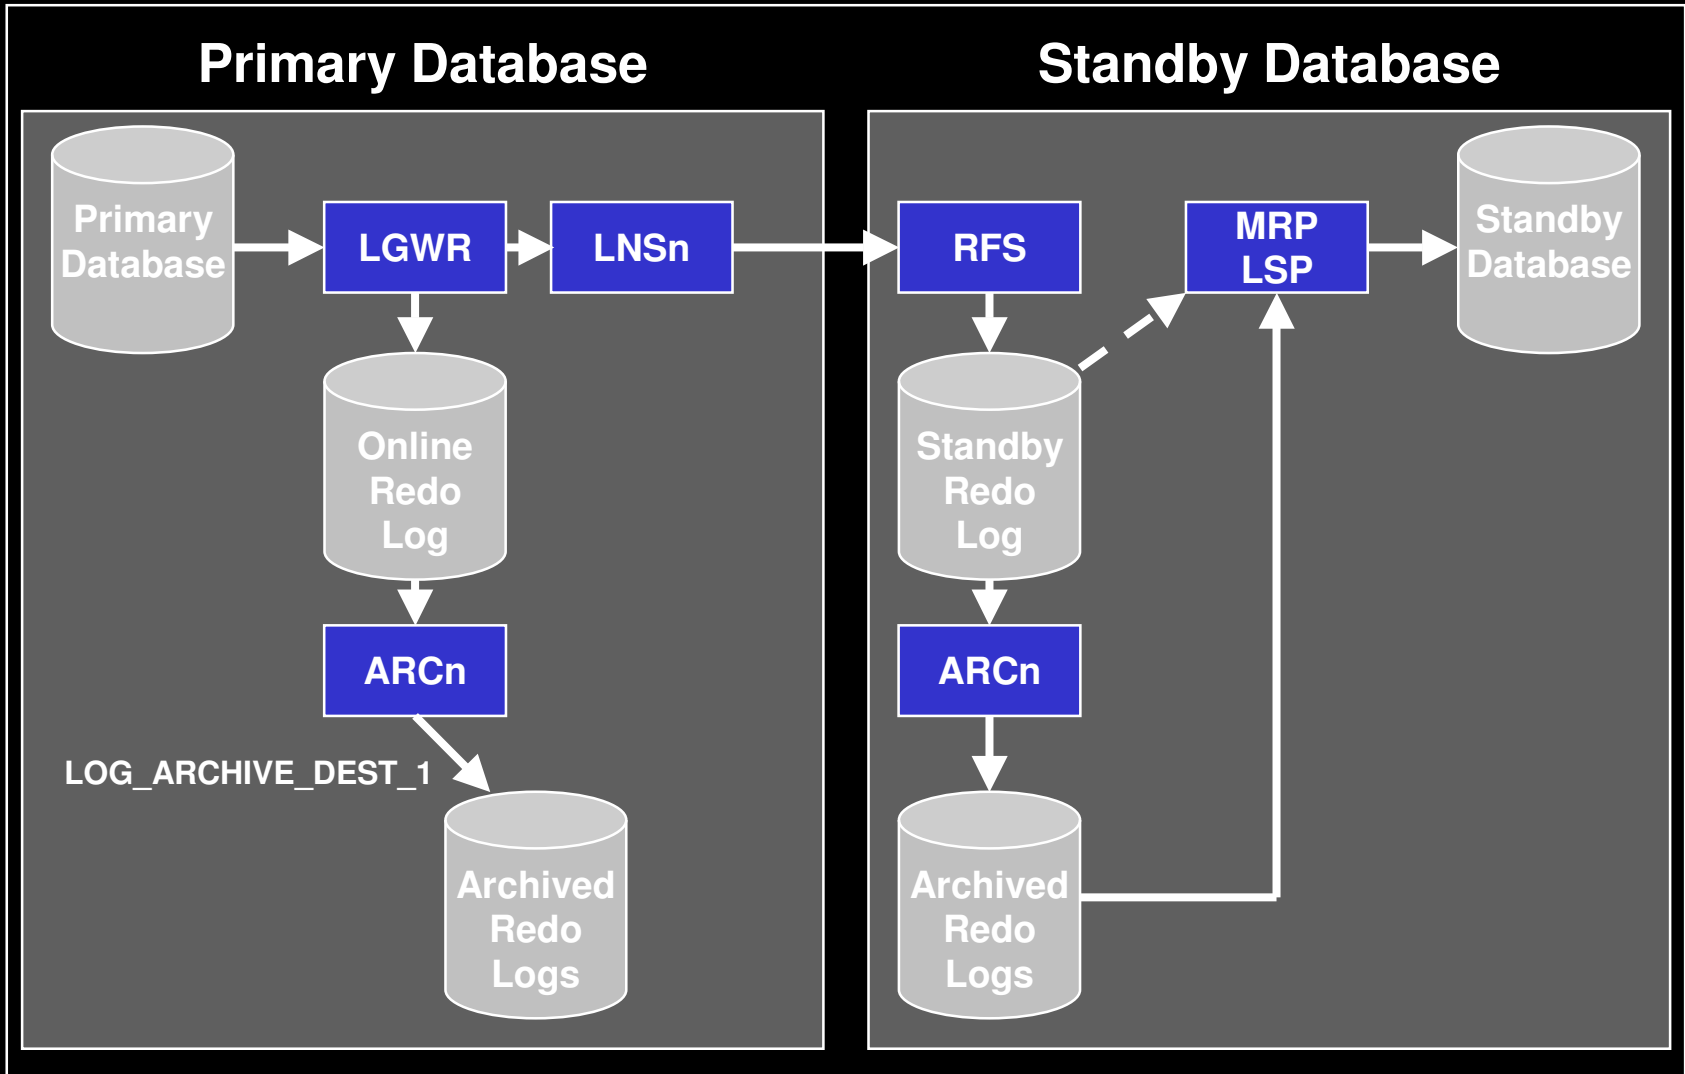 Primary Database
Standby Database
Primary
Database
LGWR
LNSn
RFS
MRP
LSP
Standby
Database
Online
Redo
Log
Standby
Redo
Log
ARCn
ARCn
LOG_ARCHIVE_DEST_1
Archived
Redo
Logs
Archived
Redo
Logs